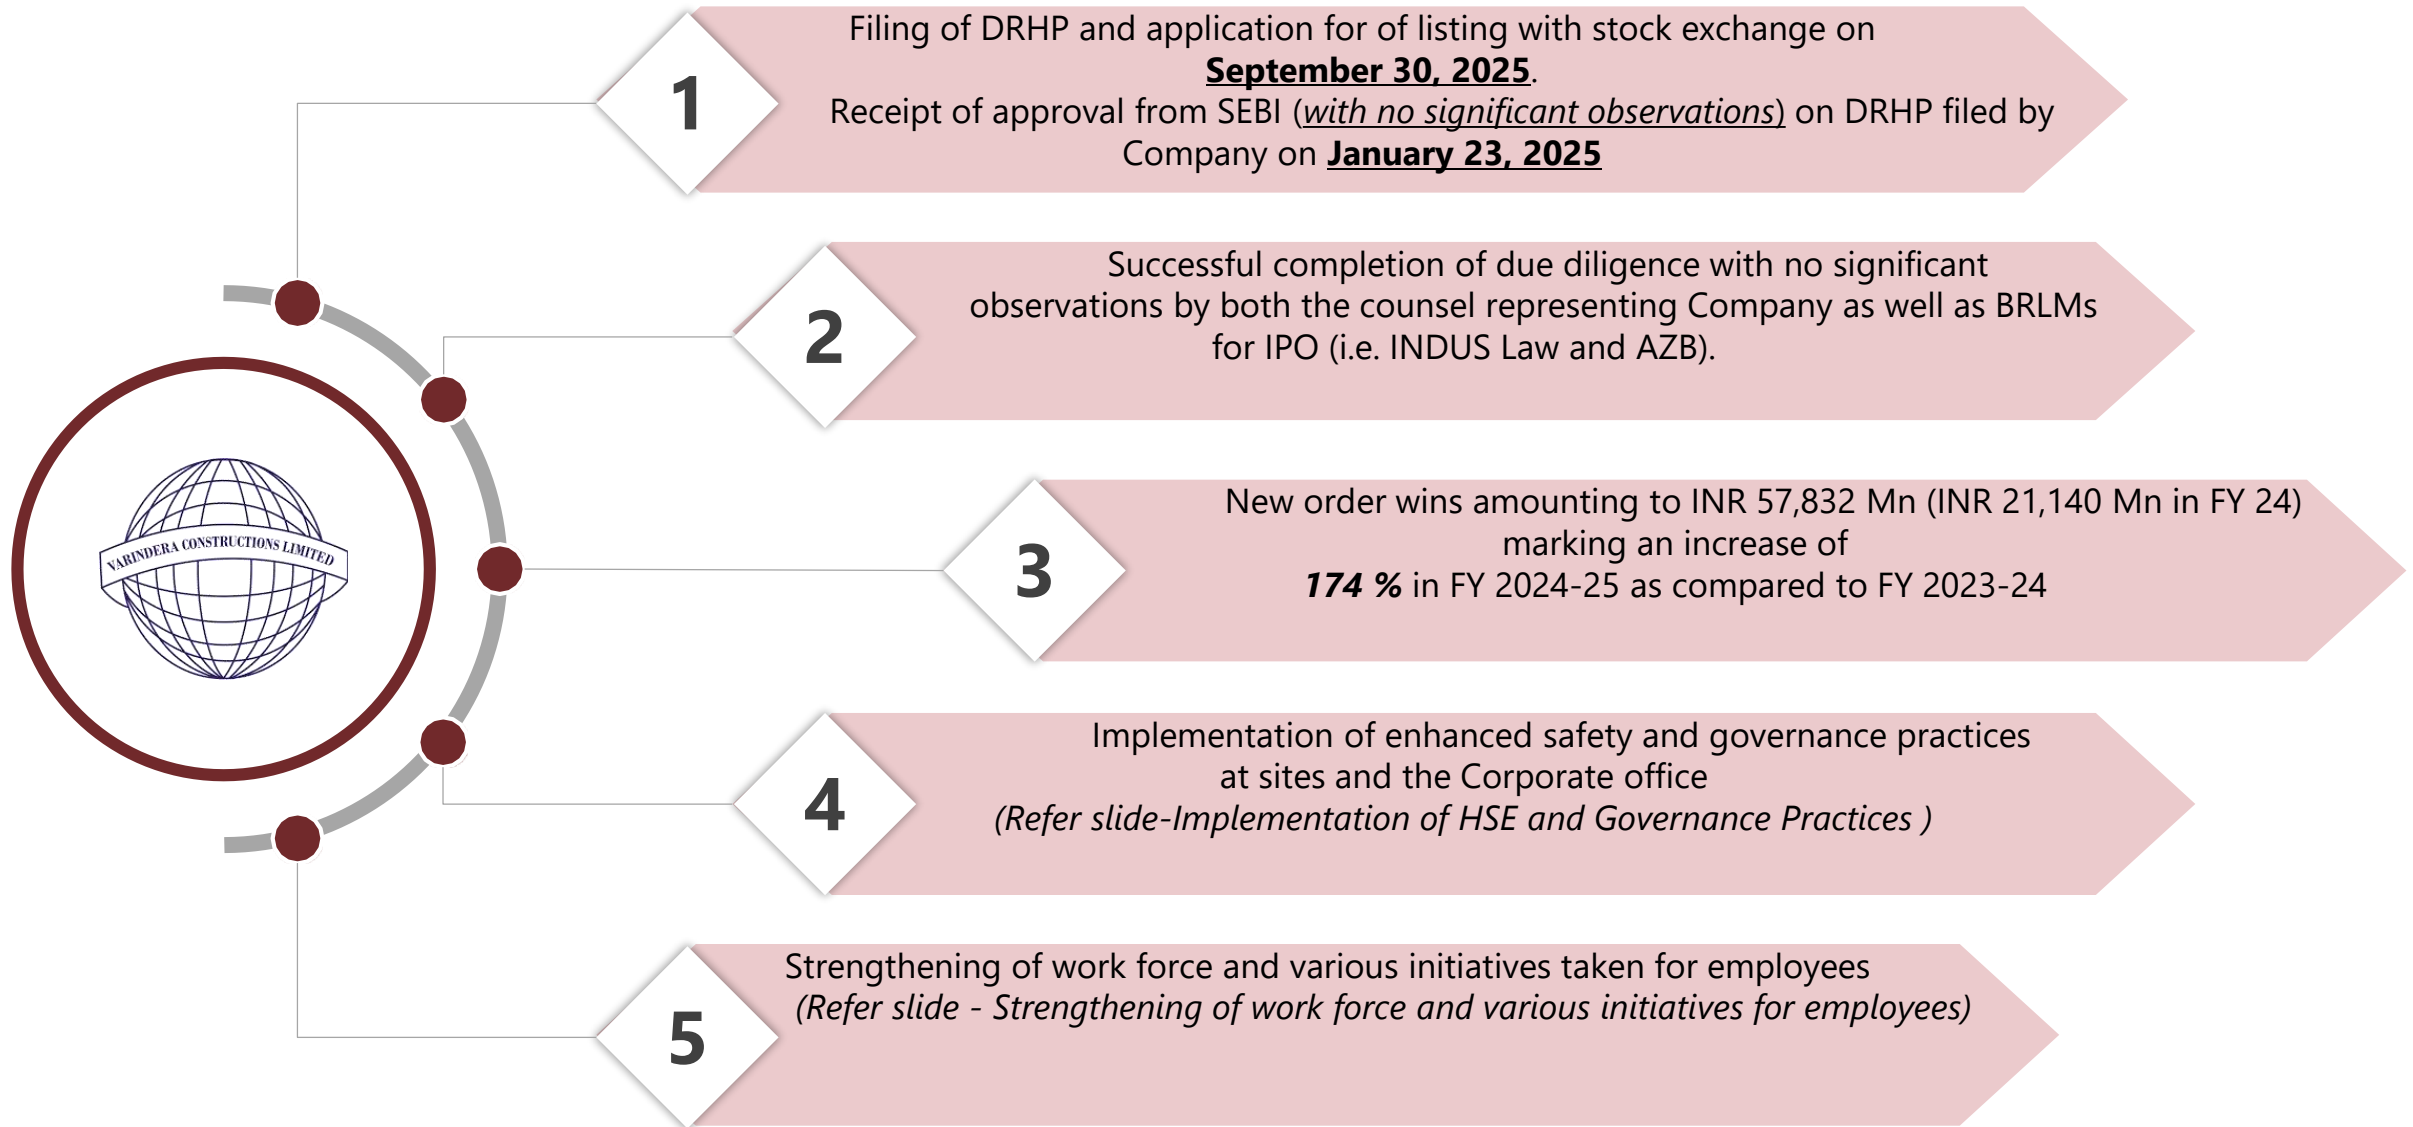 1
Filing of DRHP and application for of listing with stock exchange on
September 30, 2025.
Receipt of approval from SEBI (with no significant observations) on DRHP filed by
Company on January 23, 2025
2
Successful completion of due diligence with no significant
observations by both the counsel representing Company as well as BRLMs
for IPO (i.e. INDUS Law and AZB).
VARINDERA CONSTRUCTIONS LIMITED
3
New order wins amounting to INR 57,832 Mn (INR 21,140 Mn in FY 24)
marking an increase of
174 % in FY 2024-25 as compared to FY 2023-24
4
Implementation of enhanced safety and governance practices
at sites and the Corporate office
(Refer slide-Implementation of HSE and Governance Practices )
5
Strengthening of work force and various initiatives taken for employees
(Refer slide - Strengthening of work force and various initiatives for employees)